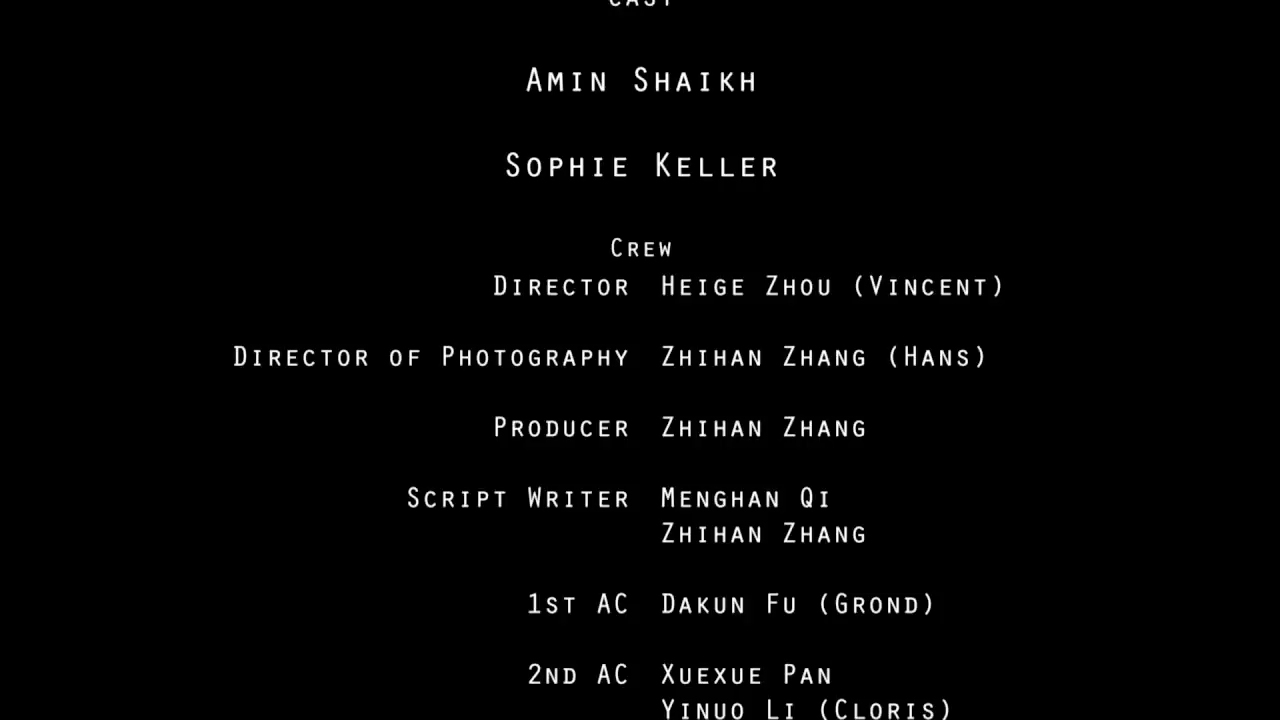 CAST
AMIN SHAIKH
SOPHIE KELLER
CREW
DIRECTOR HEIGE ZHOU (VINCENT)
DIRECTOR OF PHOTOGRAPHY ZHIHAN ZHANG (HANS)
PRODUCER ZHIHAN ZHANG
SCRIPT WRITER MENGHAN QI
ZHIHAN ZHANG
1ST AC DAKUN FU (GROND)
2ND AC XUEXUE PAN
YINUO LI (CLORIS)